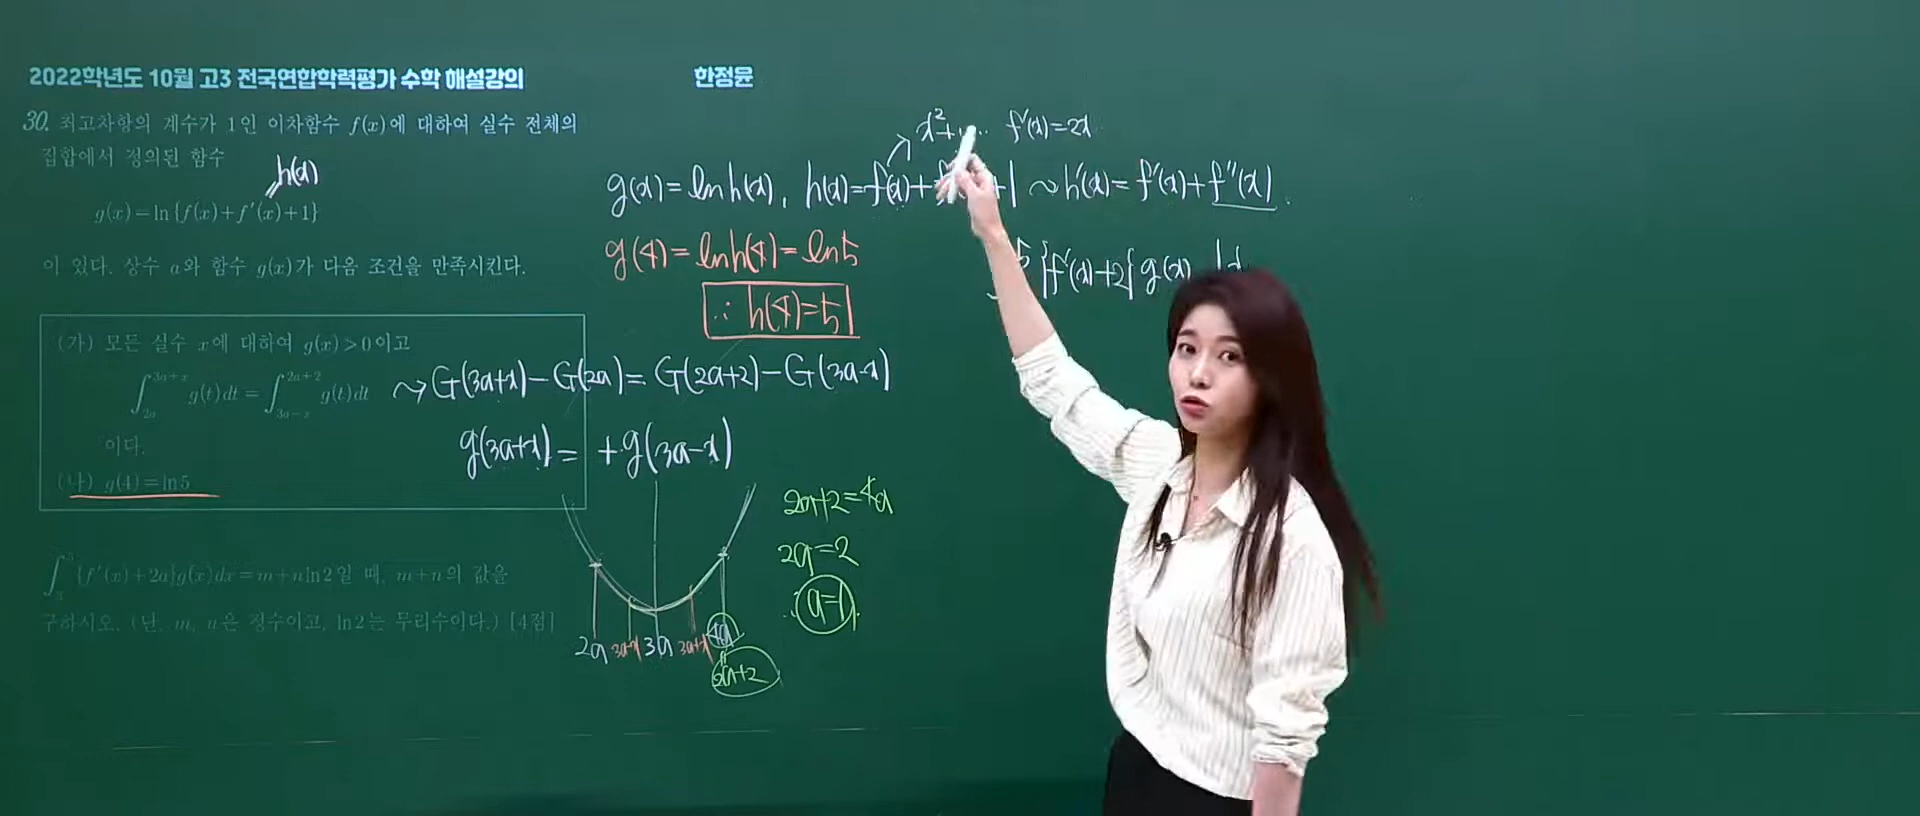 2022학년도 10월 고3 전국연합학력평가 수학 해설강의
한정윤
30. 최고차항의 계수가 1인 이차함수 f(x)에 대하여 실수 전체의
집합에서 정의된 함수
h(x)
g(x)=ln{f(x)+f'(x)+1}
이 있다. 상수 a와 함수 g(x)가 다음 조건을 만족시킨다.
(가) 모든 실수 x에 대하여 g(x)>0이고
∫_{2a}^{3a+x} g(t)dt = ∫_{3a-x}^{2a+2} g(t)dt
이다.
(나) g(4)=ln5
{f'(x)+2a}g(x)dx=m+n ln2일 때, m+n의 값을
구하시오. (단, m, n은 정수이고, ln2는 무리수이다.) [4점]
x²+ f'(x)=2x
g(x)=ln h(x), h(x)=f(x)+ +1 ~ h'(x)=f'(x)+f''(x).
g(4)=ln h(4)=ln5
∴ h(4)=5
5 {f'(x)+2} g(x)
G(3a+x)-G(2a)=G(2a+2)-G(3a-x)
g(3a+x)= +g(3a-x)
2a 3a-x 3a 3a+x 4a
2a+2
2a+2=4a
2a=2
∴ a=1